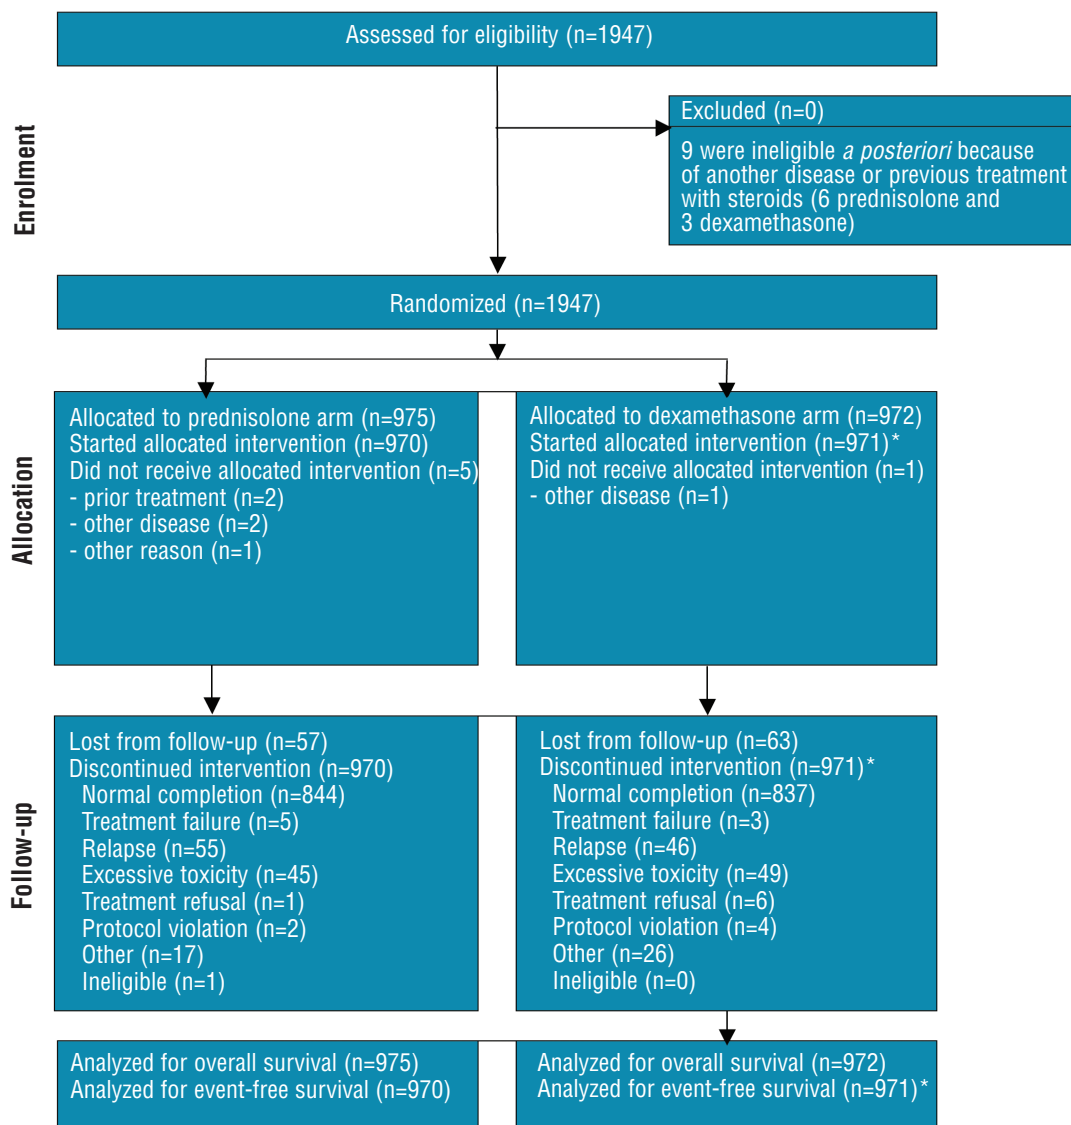 Assessed for eligibility (n=1947)
Enrolment
Excluded (n=0)
9 were ineligible a posteriori because
of another disease or previous treatment
with steroids (6 prednisolone and
3 dexamethasone)
Randomized (n=1947)
Allocation
Allocated to prednisolone arm (n=975)
Started allocated intervention (n=970)
Did not receive allocated intervention (n=5)
- prior treatment (n=2)
- other disease (n=2)
- other reason (n=1)
Allocated to dexamethasone arm (n=972)
Started allocated intervention (n=971)*
Did not receive allocated intervention (n=1)
- other disease (n=1)
Follow-up
Lost from follow-up (n=57)
Discontinued intervention (n=970)
Normal completion (n=844)
Treatment failure (n=5)
Relapse (n=55)
Excessive toxicity (n=45)
Treatment refusal (n=1)
Protocol violation (n=2)
Other (n=17)
Ineligible (n=1)
Lost from follow-up (n=63)
Discontinued intervention (n=971)*
Normal completion (n=837)
Treatment failure (n=3)
Relapse (n=46)
Excessive toxicity (n=49)
Treatment refusal (n=6)
Protocol violation (n=4)
Other (n=26)
Ineligible (n=0)
Analyzed for overall survival (n=975)
Analyzed for event-free survival (n=970)
Analyzed for overall survival (n=972)
Analyzed for event-free survival (n=971)*